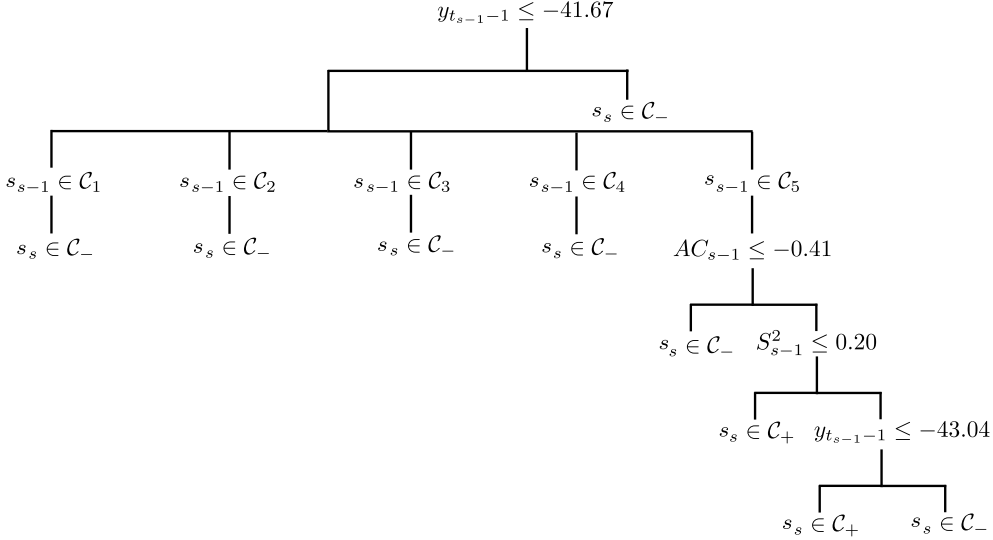 y_{t_{s-1}-1} ≤ −41.67
s_s ∈ 𝒞_−
s_{s-1} ∈ 𝒞_1 s_{s-1} ∈ 𝒞_2 s_{s-1} ∈ 𝒞_3 s_{s-1} ∈ 𝒞_4 s_{s-1} ∈ 𝒞_5
s_s ∈ 𝒞_− s_s ∈ 𝒞_− s_s ∈ 𝒞_− s_s ∈ 𝒞_− AC_{s-1} ≤ −0.41
s_s ∈ 𝒞_− S^2_{s-1} ≤ 0.20
s_s ∈ 𝒞_+ y_{t_{s-1}-1} ≤ −43.04
s_s ∈ 𝒞_+ s_s ∈ 𝒞_−